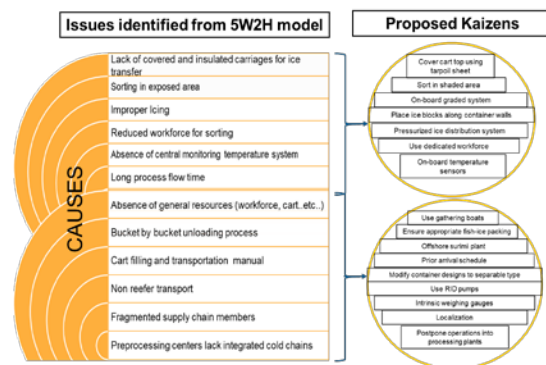 Issues identified from 5W2H model
Proposed Kaizens
CAUSES
Lack of covered and insulated carriages for ice
transfer
Sorting in exposed area
Improper Icing
Reduced workforce for sorting
Absence of central monitoring temperature system
Long process flow time
Absence of general resources (workforce, cart..etc..)
Bucket by bucket unloading process
Cart filling and transportation manual
Non reefer transport
Fragmented supply chain members
Preprocessing centers lack integrated cold chains
Cover cart top using
tarpoil sheet
Sort in shaded area
On-board graded system
Place ice blocks along container walls
Pressurized ice distribution system
Use dedicated workforce
On-board temperature
sensors
Use gathering boats
Ensure appropriate fish-ice packing
Offshore surimi plant
Prior arrival schedule
Modify container designs to separable type
Use RIO pumps
Intrinsic weighing gauges
Localization
Postpone operations into
processing plants